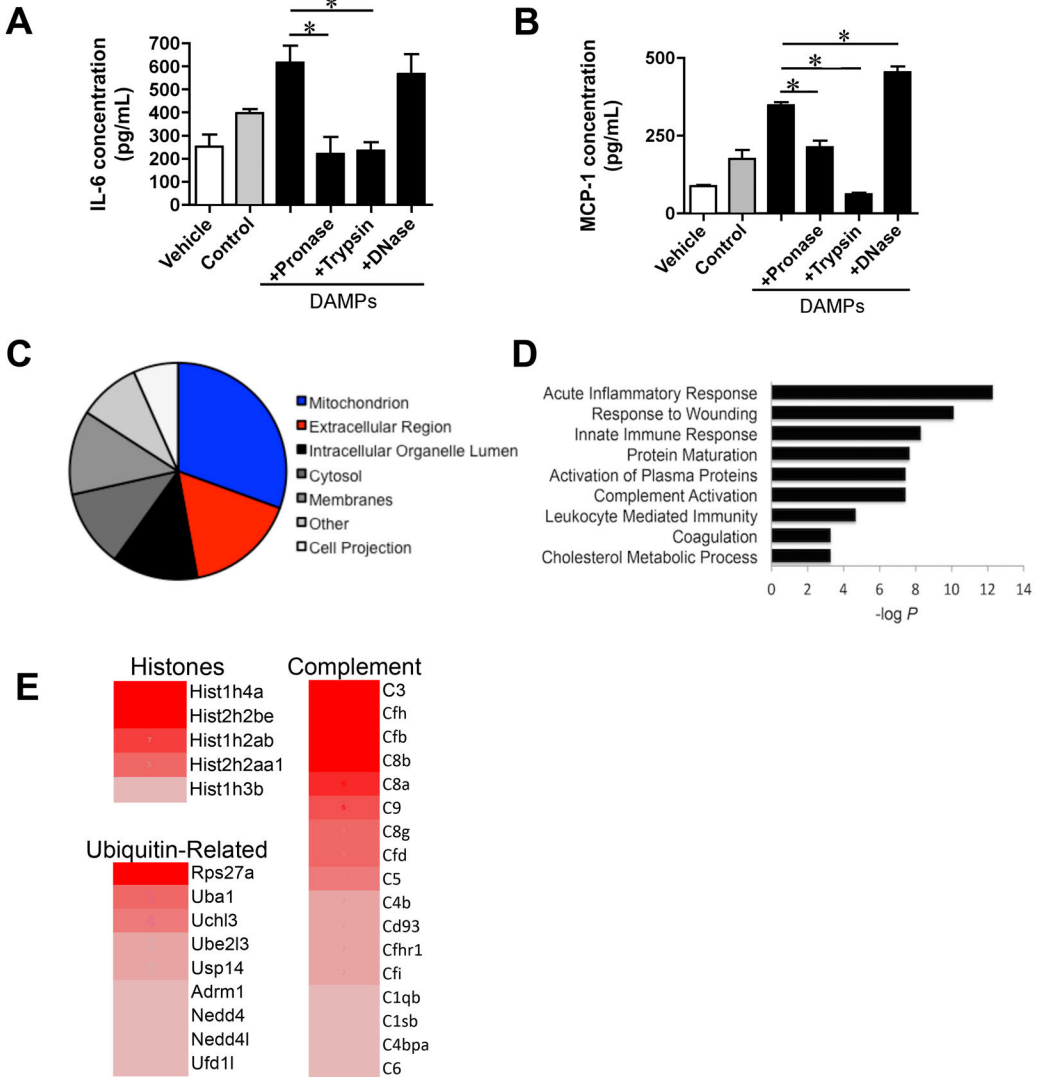 A
*
*
IL-6 concentration
(pg/mL)
700
600
500
400
300
200
100
0
Vehicle
Control
+Pronase
+Trypsin
+DNase
DAMPs
B
*
*
*
MCP-1 concentration
(pg/mL)
500
250
0
Vehicle
Control
+Pronase
+Trypsin
+DNase
DAMPs
C
Mitochondrion
Extracellular Region
Intracellular Organelle Lumen
Cytosol
Membranes
Other
Cell Projection
D
Acute Inflammatory Response
Response to Wounding
Innate Immune Response
Protein Maturation
Activation of Plasma Proteins
Complement Activation
Leukocyte Mediated Immunity
Coagulation
Cholesterol Metabolic Process
0 2 4 6 8 10 12 14
-log P
E
Histones
Hist1h4a
Hist2h2be
Hist1h2ab
Hist2h2aa1
Hist1h3b
Ubiquitin-Related
Rps27a
Uba1
Uchl3
Ube2l3
Usp14
Adrm1
Nedd4
Nedd4l
Ufd1l
Complement
C3
Cfh
Cfb
C8b
C8a
C9
C8g
Cfd
C5
C4b
Cd93
Cfhr1
Cfi
C1qb
C1sb
C4bpa
C6